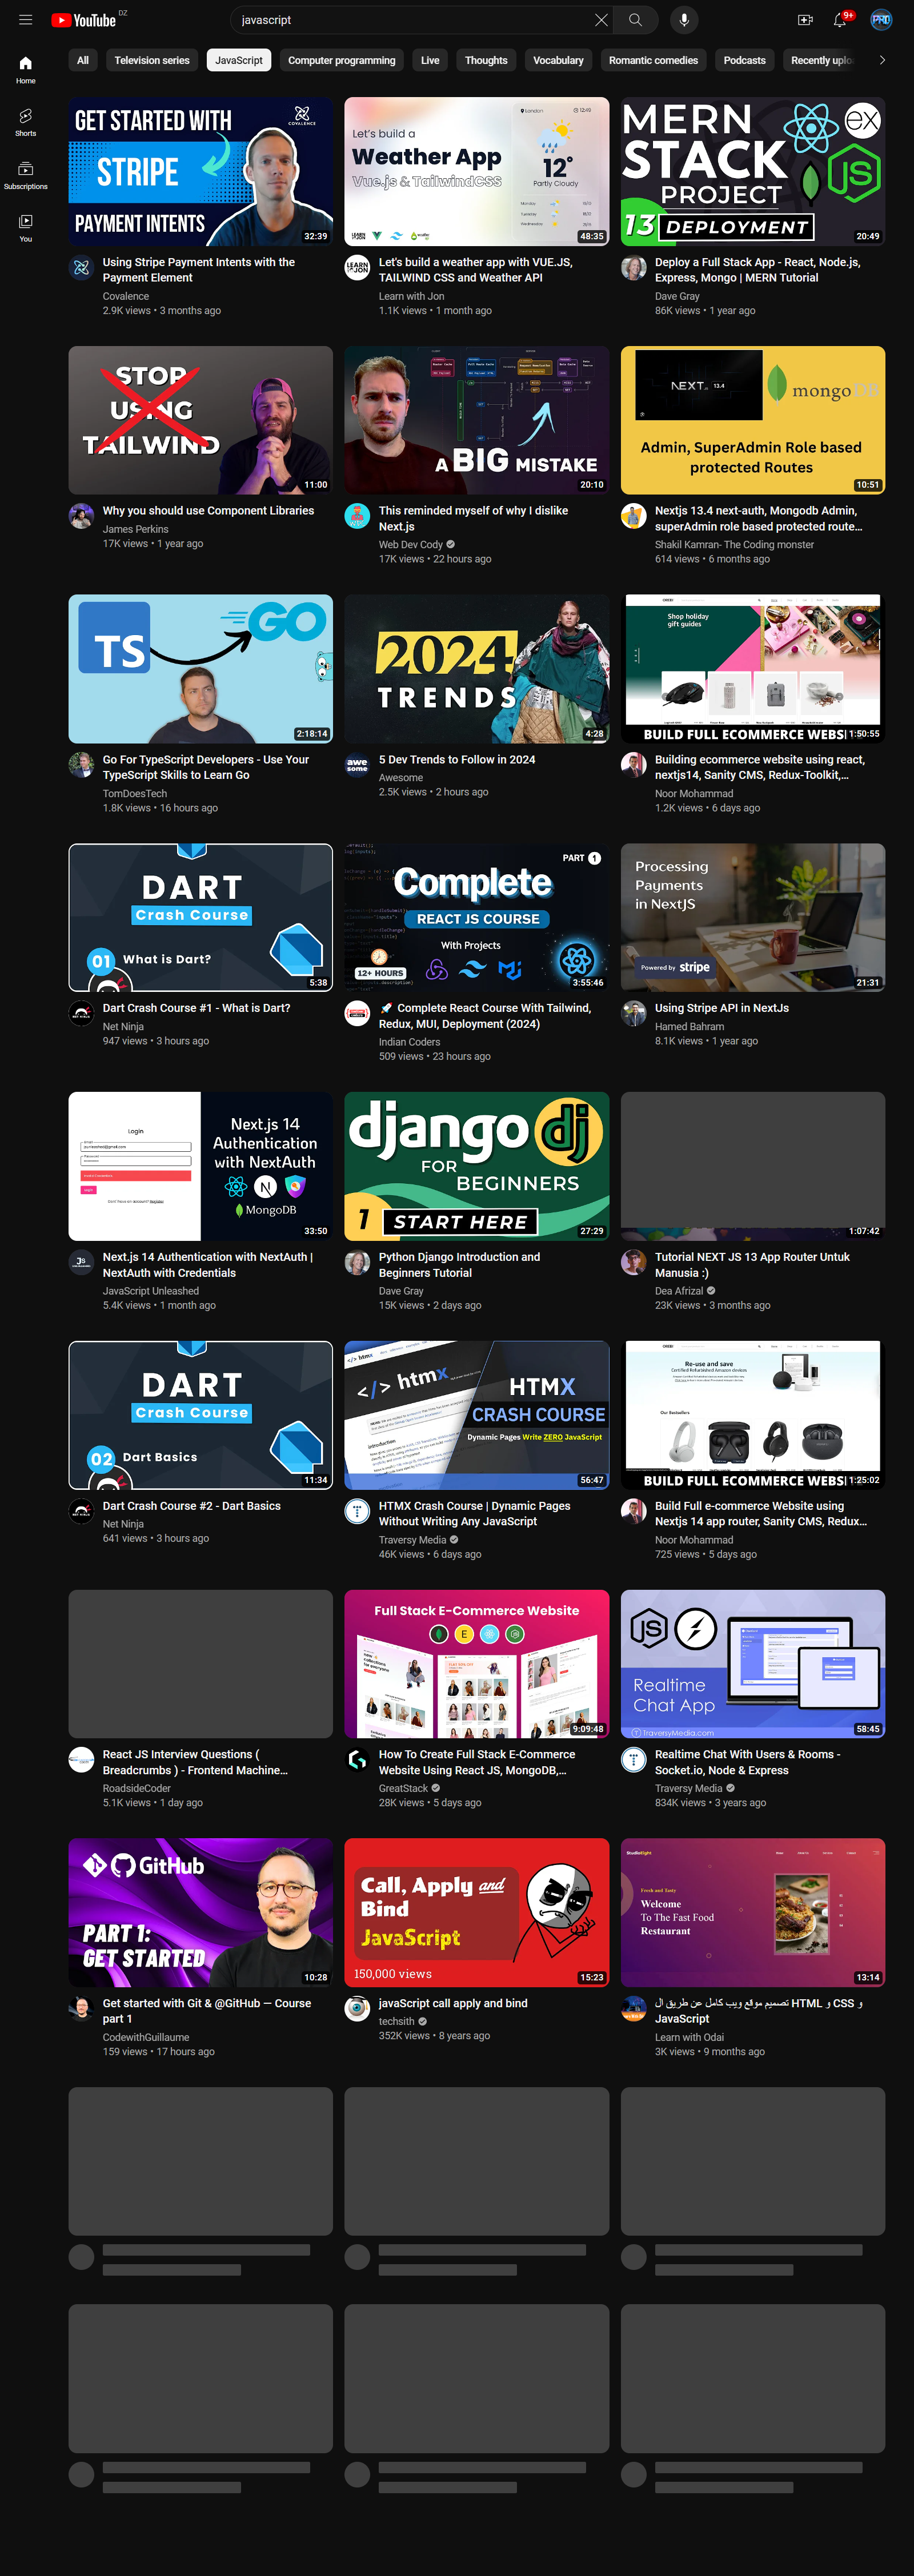 YouTube DZ
javascript
9+
Home
Shorts
Subscriptions
You
All
Television series
JavaScript
Computer programming
Live
Thoughts
Vocabulary
Romantic comedies
Podcasts
GET STARTED WITH
STRIPE
PAYMENT INTENTS
COVALENCE
32:39
Using Stripe Payment Intents with the
Payment Element
Covalence
2.9K views • 3 months ago
Let's build a
Weather App
Vue.js & TailwindCSS
London
12:49
12°
Partly Cloudy
Monday
Tuesday
Wednesday
LEARN JON
48:35
Let's build a weather app with VUE.JS,
TAILWIND CSS and Weather API
Learn with Jon
1.1K views • 1 month ago
MERN
STACK
PROJECT
13 DEPLOYMENT
ex
JS
20:49
Deploy a Full Stack App - React, Node.js,
Express, Mongo | MERN Tutorial
Dave Gray
86K views • 1 year ago
STOP
USING
TAILWIND
11:00
Why you should use Component Libraries
James Perkins
17K views • 1 year ago
A BIG MISTAKE
20:10
This reminded myself of why I dislike
Next.js
Web Dev Cody
17K views • 22 hours ago
NEXT.JS 13.4
mongoDB
Admin, SuperAdmin Role based
protected Routes
10:51
Nextjs 13.4 next-auth, Mongodb Admin,
superAdmin role based protected route...
Shakil Kamran- The Coding monster
614 views • 6 months ago
TS
GO
2:18:14
Go For TypeScript Developers - Use Your
TypeScript Skills to Learn Go
TomDoesTech
1.8K views • 16 hours ago
2024
TRENDS
4:28
awe
some
5 Dev Trends to Follow in 2024
Awesome
2.5K views • 2 hours ago
Shop holiday
gift guides
BUILD FULL ECOMMERCE WEBSI
1:50:55
Building ecommerce website using react,
nextjs14, Sanity CMS, Redux-Toolkit,...
Noor Mohammad
1.2K views • 6 days ago
DART
Crash Course
01 What is Dart?
5:38
Dart Crash Course #1 - What is Dart?
Net Ninja
947 views • 3 hours ago
PART 1
Complete
REACT JS COURSE
With Projects
12+ HOURS
3:55:46
🚀 Complete React Course With Tailwind,
Redux, MUI, Deployment (2024)
Indian Coders
509 views • 23 hours ago
Processing
Payments
in NextJS
Powered by stripe
21:31
Using Stripe API in NextJs
Hamed Bahram
8.1K views • 1 year ago
Login
Next.js 14
Authentication
with NextAuth
MongoDB
33:50
Next.js 14 Authentication with NextAuth |
NextAuth with Credentials
JavaScript Unleashed
5.4K views • 1 month ago
django dj
FOR
BEGINNERS
1 START HERE
27:29
Python Django Introduction and
Beginners Tutorial
Dave Gray
15K views • 2 days ago
1:07:42
Tutorial NEXT JS 13 App Router Untuk
Manusia :)
Dea Afrizal
23K views • 3 months ago
DART
Crash Course
02 Dart Basics
11:34
Dart Crash Course #2 - Dart Basics
Net Ninja
641 views • 3 hours ago
</> htmx
</> htmx
introduction
HTMX
CRASH COURSE
Dynamic Pages Write ZERO JavaScript
56:47
HTMX Crash Course | Dynamic Pages
Without Writing Any JavaScript
Traversy Media
46K views • 6 days ago
Re-use and save
Certified Refurbished Amazon devices
Our Bestsellers
BUILD FULL ECOMMERCE WEBSI
1:25:02
Build Full e-commerce Website using
Nextjs 14 app router, Sanity CMS, Redux...
Noor Mohammad
725 views • 5 days ago
React JS Interview Questions (
Breadcrumbs ) - Frontend Machine...
RoadsideCoder
5.1K views • 1 day ago
Full Stack E-Commerce Website
E
9:09:48
How To Create Full Stack E-Commerce
Website Using React JS, MongoDB,...
GreatStack
28K views • 5 days ago
JS
Realtime
Chat App
TraversyMedia.com
58:45
Realtime Chat With Users & Rooms -
Socket.io, Node & Express
Traversy Media
834K views • 3 years ago
GitHub
PART 1:
GET STARTED
10:28
Get started with Git & @GitHub — Course
part 1
CodewithGuillaume
159 views • 17 hours ago
Call, Apply and
Bind
JavaScript
150,000 views
15:23
javaScript call apply and bind
techsith
352K views • 8 years ago
StudioEight
Fresh and Tasty
Welcome
To The Fast Food
Restaurant
13:14
تصميم موقع ويب كامل عن طريق ال HTML و CSS و
JavaScript
Learn with Odai
3K views • 9 months ago